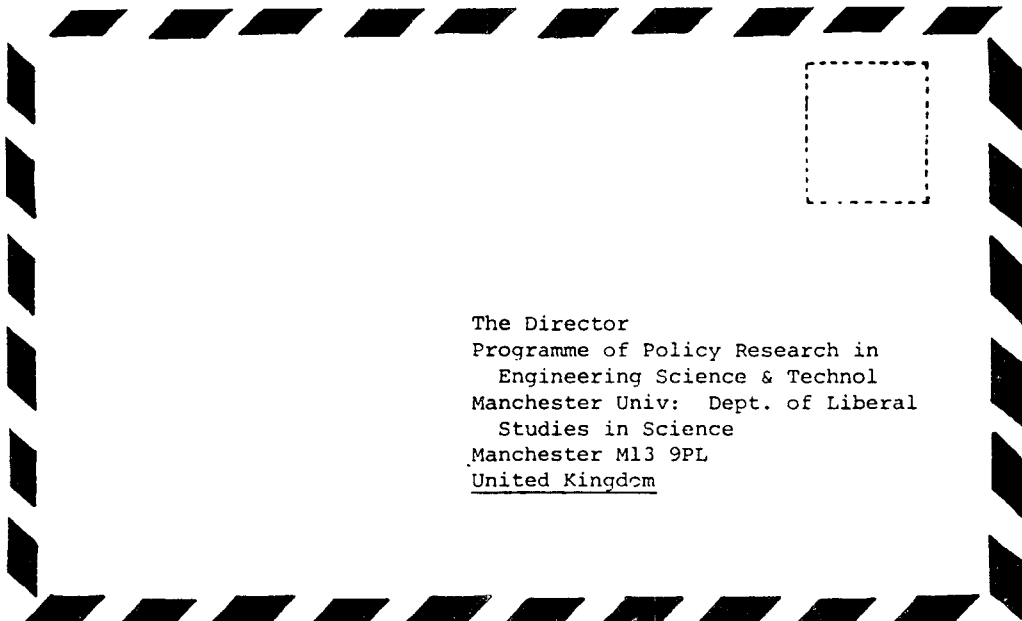 The Director
Programme of Policy Research in
Engineering Science & Technol
Manchester Univ: Dept. of Liberal
Studies in Science
Manchester M13 9PL
United Kingdom